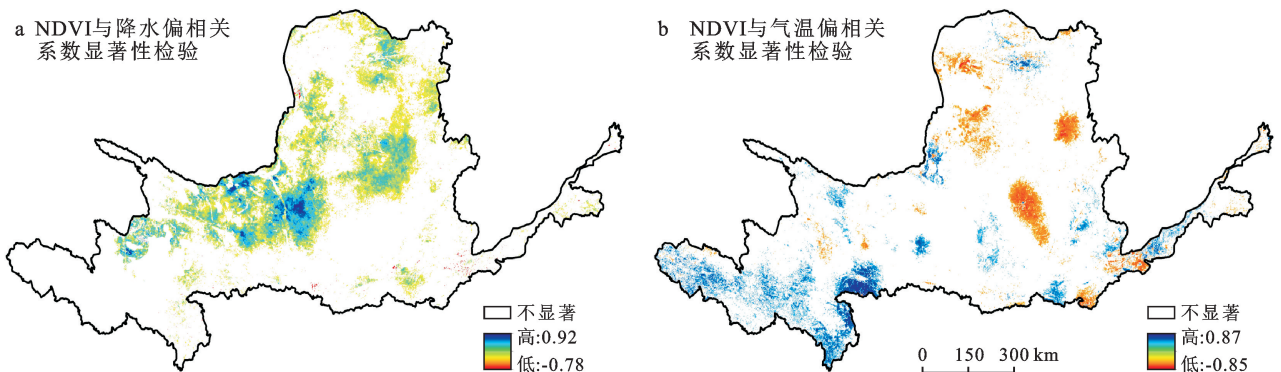 a NDVI与降水偏相关
系数显著性检验
不显著
高:0.92
低:-0.78
b NDVI与气温偏相关
系数显著性检验
0 150 300 km
不显著
高:0.87
低:-0.85